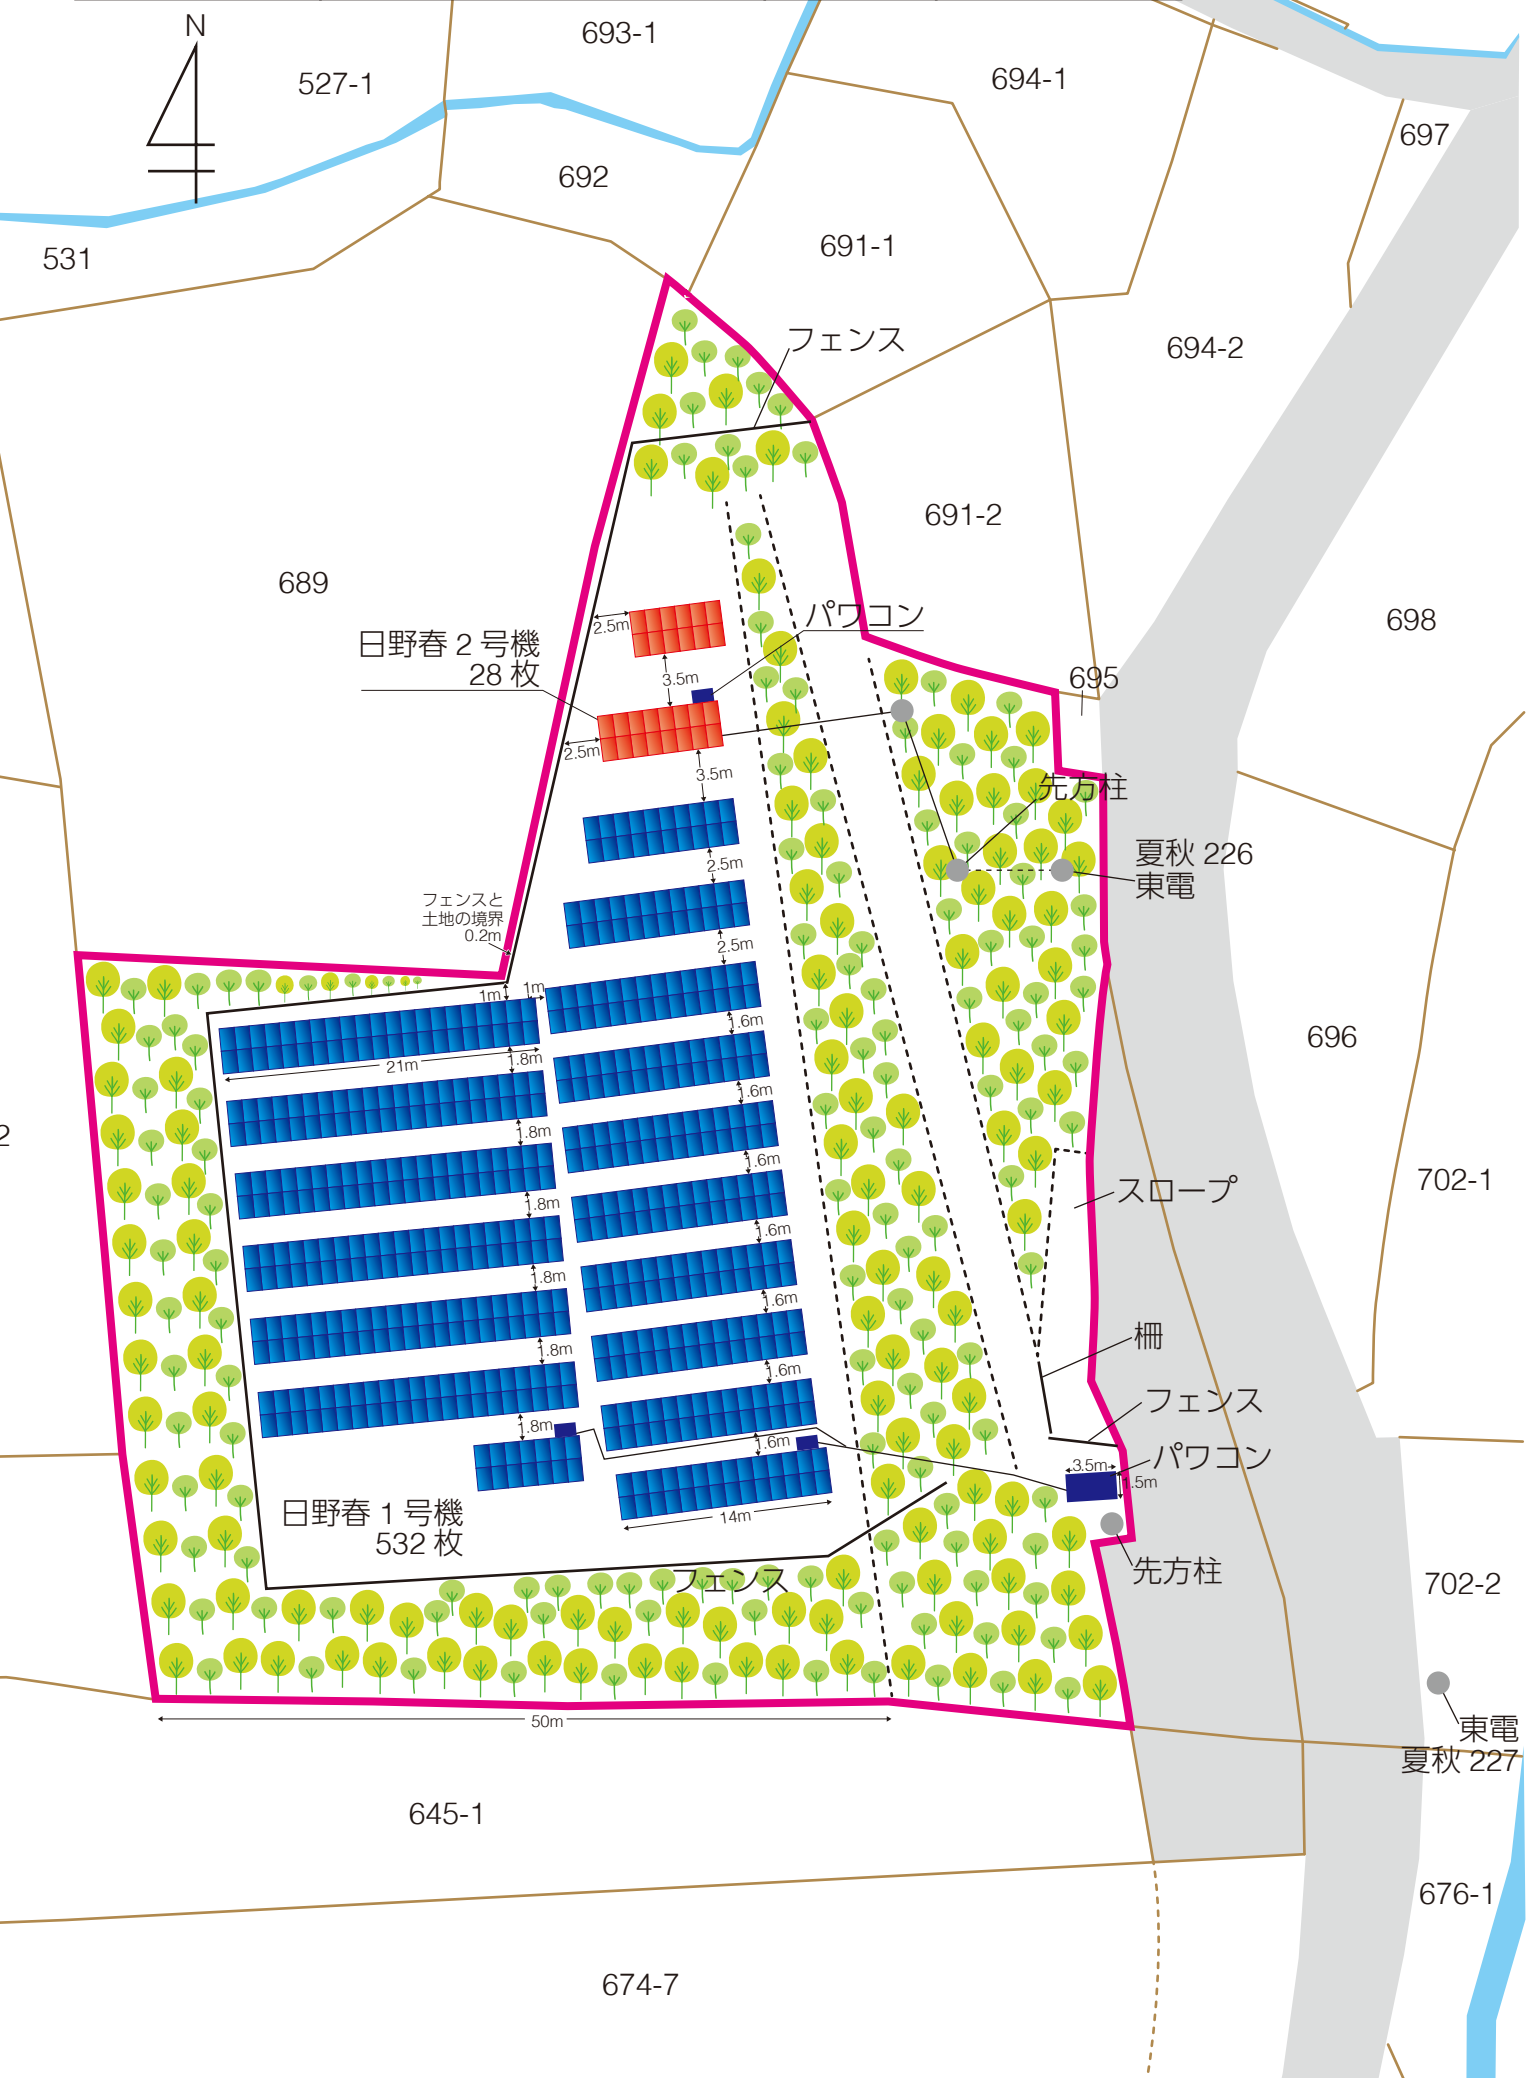 N
693-1
527-1
694-1
697
692
691-1
531
フェンス
694-2
691-2
689
2.5m
パワコン
698
日野春 2 号機
28 枚
3.5m
695
2.5m
3.5m
先方柱
夏秋 226
東電
2.5m
フェンスと
土地の境界
0.2m
2.5m
1m
1m
1.6m
696
21m
1.8m
1.6m
1.8m
2
1.6m
702-1
スロープ
1.8m
1.6m
1.8m
1.6m
柵
1.8m
1.6m
フェンス
1.8m
1.6m
パワコン
3.5m
1.5m
日野春 1 号機
532 枚
14m
先方柱
フェンス
702-2
50m
東電
夏秋 227
645-1
676-1
674-7